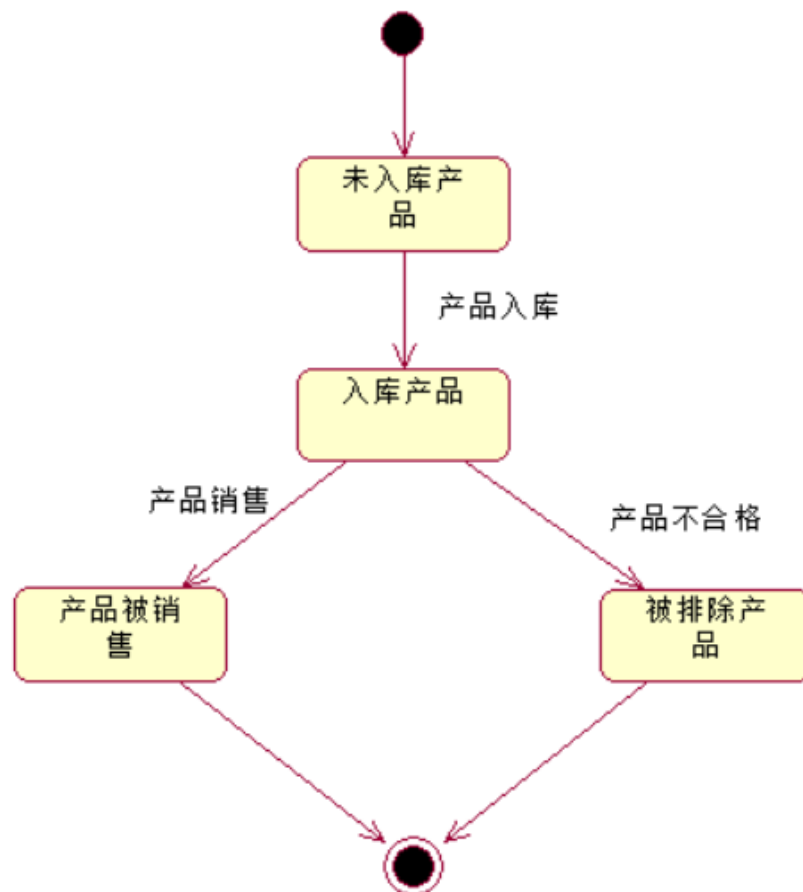 未入库产
品
产品入库
入库产品
产品销售
产品不合格
产品被销
售
被排除产
品